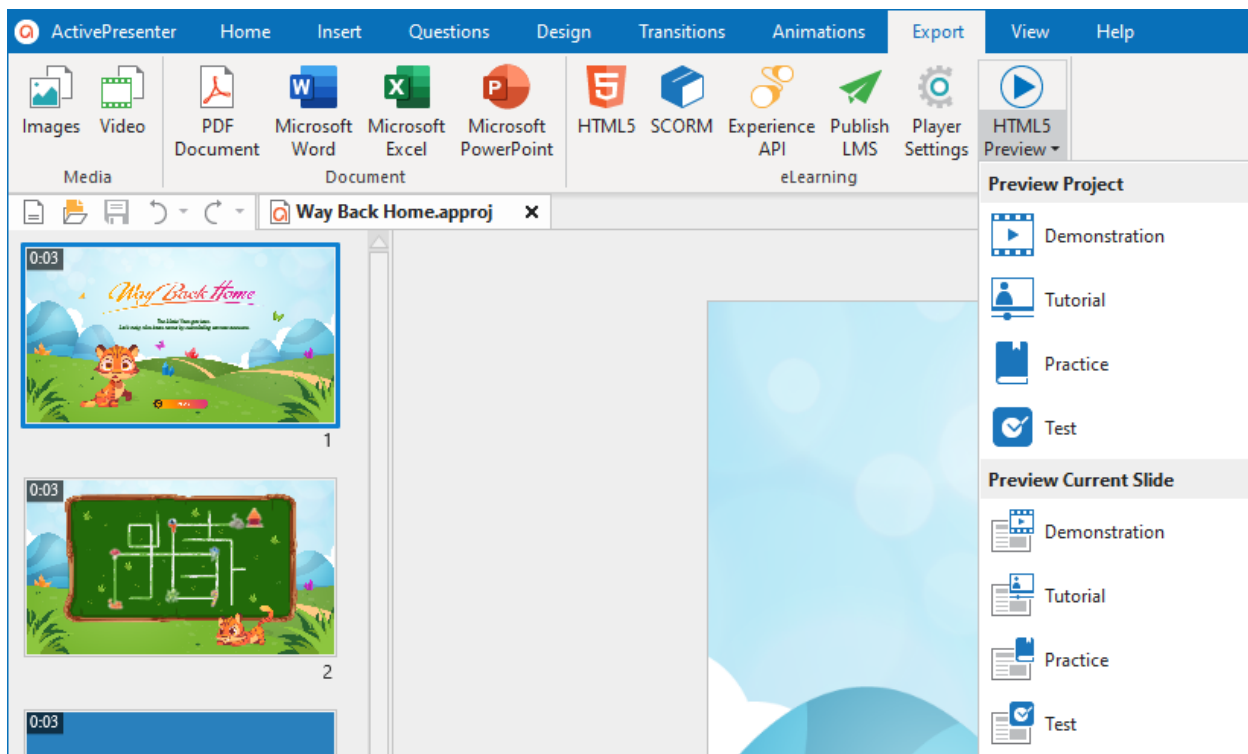 ActivePresenter Home Insert Questions Design Transitions Animations Export View Help
Images Video PDF Microsoft Microsoft Microsoft HTML5 SCORM Experience Publish Player HTML5
Document Word Excel PowerPoint API LMS Settings Preview
Media Document eLearning
Preview Project
Way Back Home.approj
Demonstration
0:03
Way Back Home
Tutorial
Practice
Test
1
Preview Current Slide
0:03
Demonstration
Tutorial
Practice
2
0:03
Test